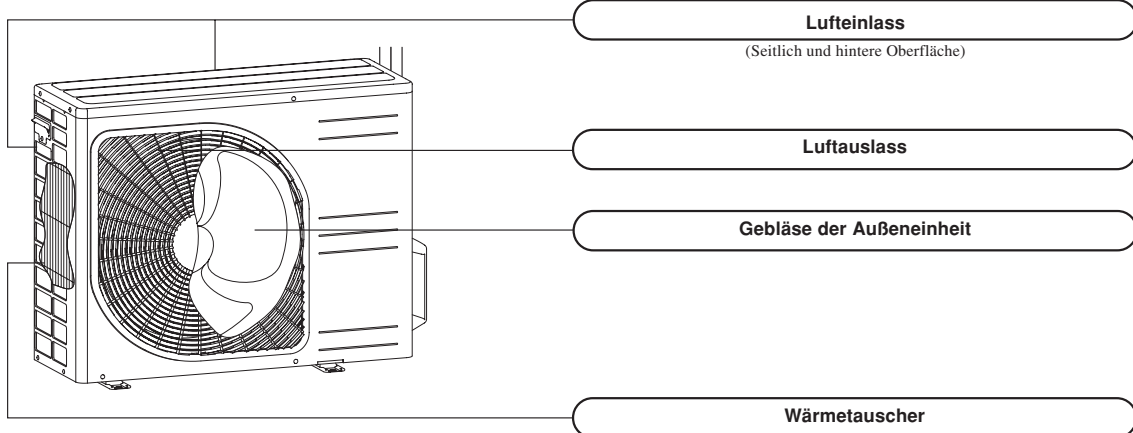 Lufteinlass
(Seitlich und hintere Oberfläche)
Luftauslass
Gebläse der Außeneinheit
Wärmetauscher